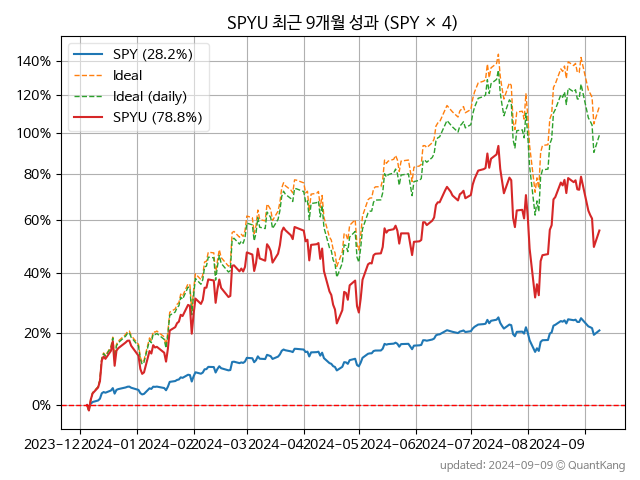 SPYU 최근 9개월 성과 (SPY × 4)
SPY (28.2%)
Ideal
Ideal (daily)
SPYU (78.8%)
140%
120%
100%
80%
60%
40%
20%
0%
2023-12 2024-01 2024-02 2024-03 2024-04 2024-05 2024-06 2024-07 2024-08 2024-09
updated: 2024-09-09 © QuantKang